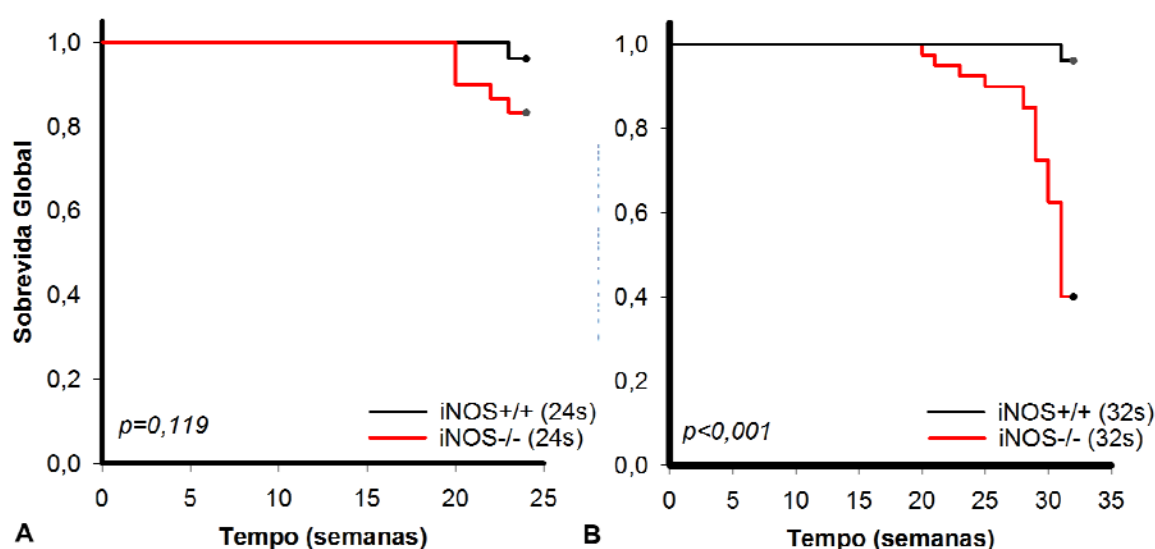 Sobrevida Global
1,0
0,8
0,6
0,4
0,2
0,0
p=0,119
iNOS+/+ (24s)
iNOS-/- (24s)
0 5 10 15 20 25
A
Tempo (semanas)
1,0
0,8
0,6
0,4
0,2
0,0
p<0,001
iNOS+/+ (32s)
iNOS-/- (32s)
0 5 10 15 20 25 30 35
B
Tempo (semanas)